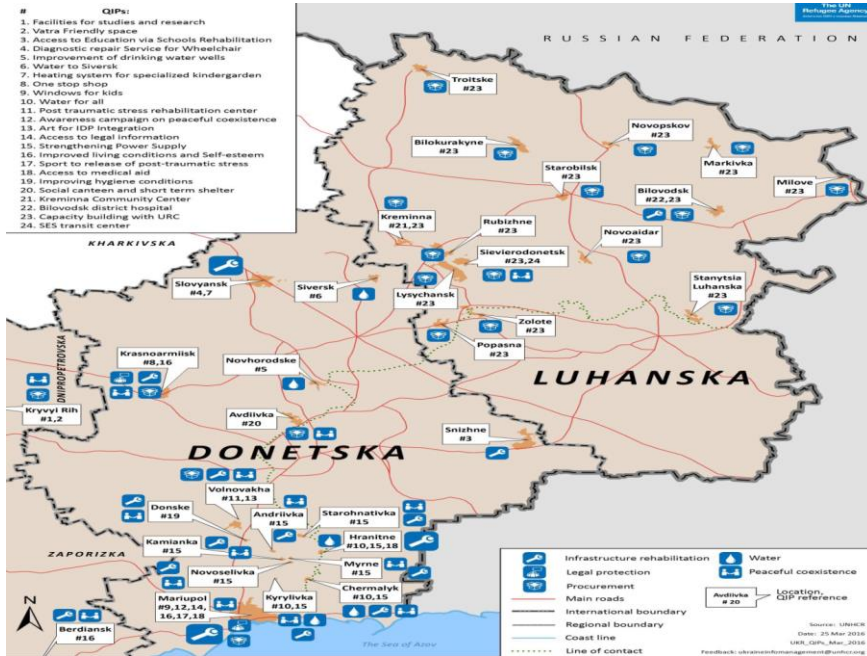 # QIPs:
1. Facilities for studies and research
2. Vatra Friendly space
3. Access to Education via Schools Rehabilitation
4. Diagnostic repair Service for Wheelchair
5. Improvement of drinking water wells
6. Water to Siversk
7. Heating system for specialized kindergarden
8. One stop shop
9. Windows for kids
10. Water for all
11. Post traumatic stress rehabilitation center
12. Awareness campaign on peaceful coexistence
13. Art for IDP Integration
14. Access to legal information
15. Strengthening Power Supply
16. Improved living conditions and Self-esteem
17. Sport to release of post-traumatic stress
18. Access to medical aid
19. Improving hygiene conditions
20. Social canteen and short term shelter
21. Kreminna Community Center
22. Bilovodsk district hospital
23. Capacity building with URC
24. SES transit center
The UN
Refugee Agency
RUSSIAN FEDERATION
Troitske
#23
Bilokurakyne
#23
Novopskov
#23
Markivka
#23
Starobilsk
#23
Bilovodsk
#22,23
Milove
#23
Kreminna
#21,23
Rubizhne
#23
Sievierodonetsk
#23,24
Novoaidar
#23
KHARKIVSKA
Slovyansk
#4,7
Siversk
#6
Lysychansk
#23
Stanytsia
Luhanska
#23
Zolote
#23
Popasna
#23
DNIPROPETROVSKA
Krasnoarmiisk
#8,16
Novhorodske
#5
LUHANSKA
Kryvyi Rih
#1,2
Avdiivka
#20
Snizhne
#3
DONETSKA
Volnovakha
#11,13
Donske
#19
Andriivka
#15
Starohnativka
#15
Kamianka
#15
Hranitne
#10,15,18
ZAPORIZKA
Novoselivka
#15
Myrne
#15
Mariupol
#9,12,14,
16,17,18
Kyrylivka
#10,15
Chermalyk
#10,15
Berdiansk
#16
N
The Sea of Azov
Infrastructure rehabilitation
Legal protection
Procurement
Main roads
International boundary
Regional boundary
Coast line
Line of contact
Water
Peaceful coexistence
Avdiivka
# 20
Location,
QIP reference
Source: UNHCR
Date: 25 Mar 2016
UKR_QIPs_Mac_2016
Feedback: ukraineinfomanagement@unhcr.org